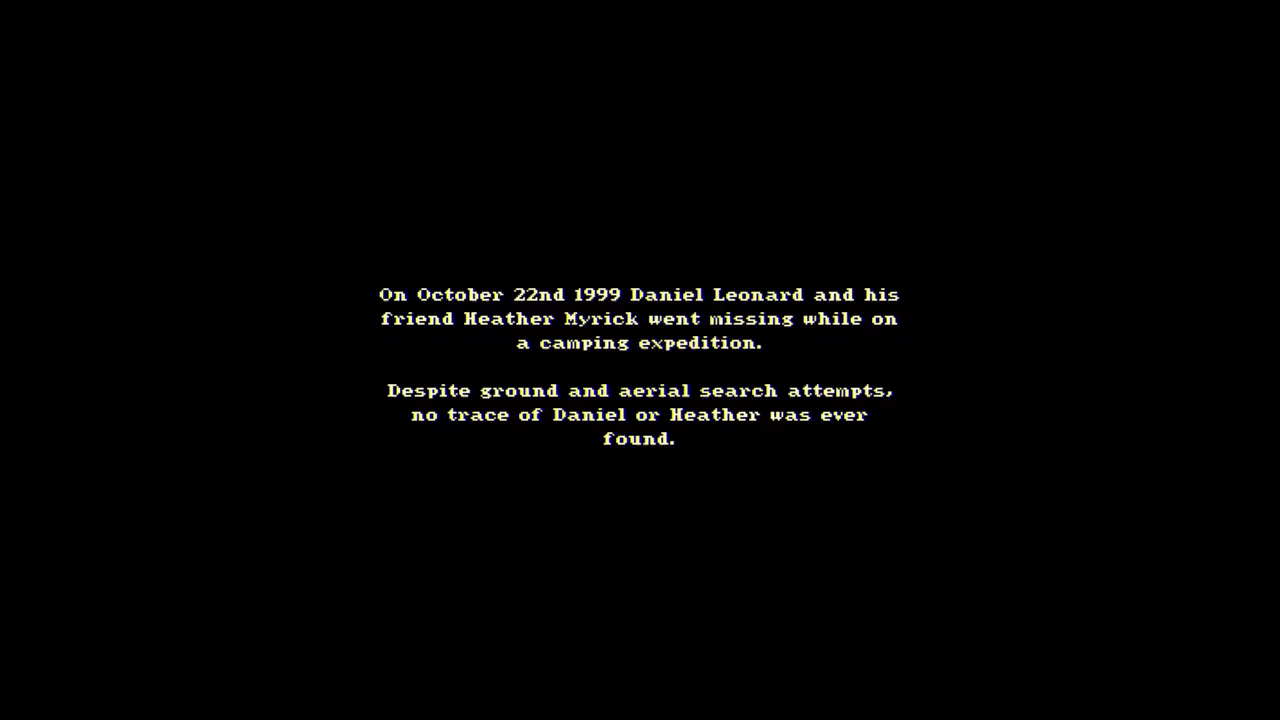 On October 22nd 1999 Daniel Leonard and his
friend Heather Myrick went missing while on
a camping expedition.
Despite ground and aerial search attempts,
no trace of Daniel or Heather was ever
found.